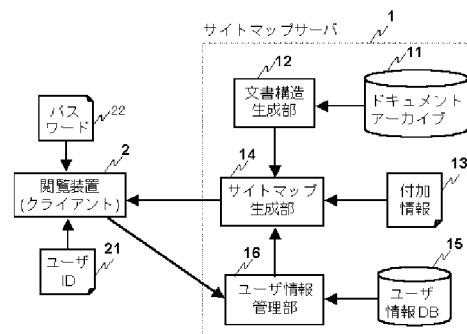 サイトマップサーバ
1
12
文書構造
生成部
11
ドキュメント
アーカイブ
パス
ワード
22
2
閲覧装置
(クライアント)
14
サイトマップ
生成部
13
付加
情報
ユーザ
ID
21
16
ユーザ情報
管理部
15
ユーザ
情報DB